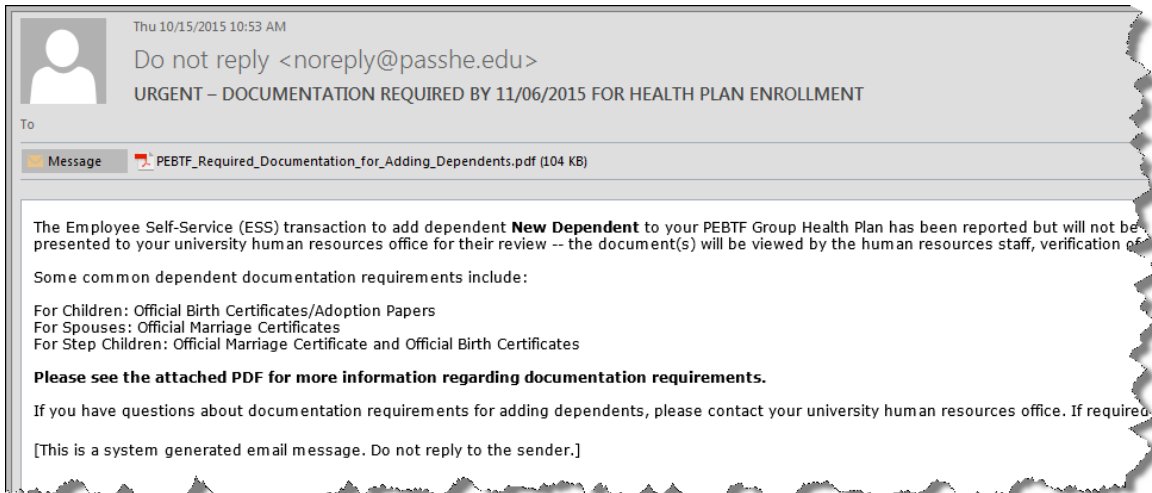 Thu 10/15/2015 10:53 AM
Do not reply <noreply@passhe.edu>
URGENT – DOCUMENTATION REQUIRED BY 11/06/2015 FOR HEALTH PLAN ENROLLMENT
To
Message PEBTF_Required_Documentation_for_Adding_Dependents.pdf (104 KB)
The Employee Self-Service (ESS) transaction to add dependent New Dependent to your PEBTF Group Health Plan has been reported but will not be
presented to your university human resources office for their review -- the document(s) will be viewed by the human resources staff, verification of
Some common dependent documentation requirements include:
For Children: Official Birth Certificates/Adoption Papers
For Spouses: Official Marriage Certificates
For Step Children: Official Marriage Certificate and Official Birth Certificates
Please see the attached PDF for more information regarding documentation requirements.
If you have questions about documentation requirements for adding dependents, please contact your university human resources office. If required
[This is a system generated email message. Do not reply to the sender.]